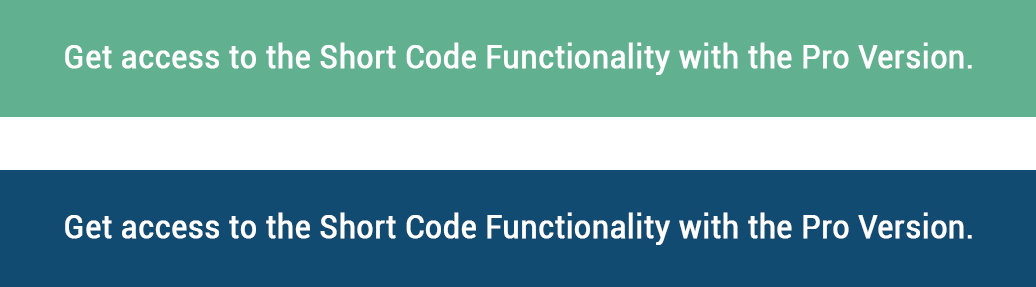 Get access to the Short Code Functionality with the Pro Version.
Get access to the Short Code Functionality with the Pro Version.